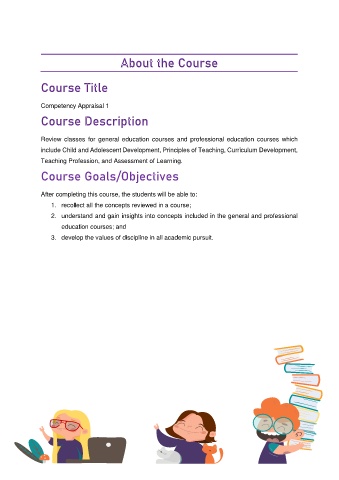 About the Course
Course Title
Competency Appraisal 1
Course Description
Review classes for general education courses and professional education courses which
include Child and Adolescent Development, Principles of Teaching, Curriculum Development,
Teaching Profession, and Assessment of Learning.
Course Goals/Objectives
After completing this course, the students will be able to:
1. recollect all the concepts reviewed in a course;
2. understand and gain insights into concepts included in the general and professional
education courses; and
3. develop the values of discipline in all academic pursuit.